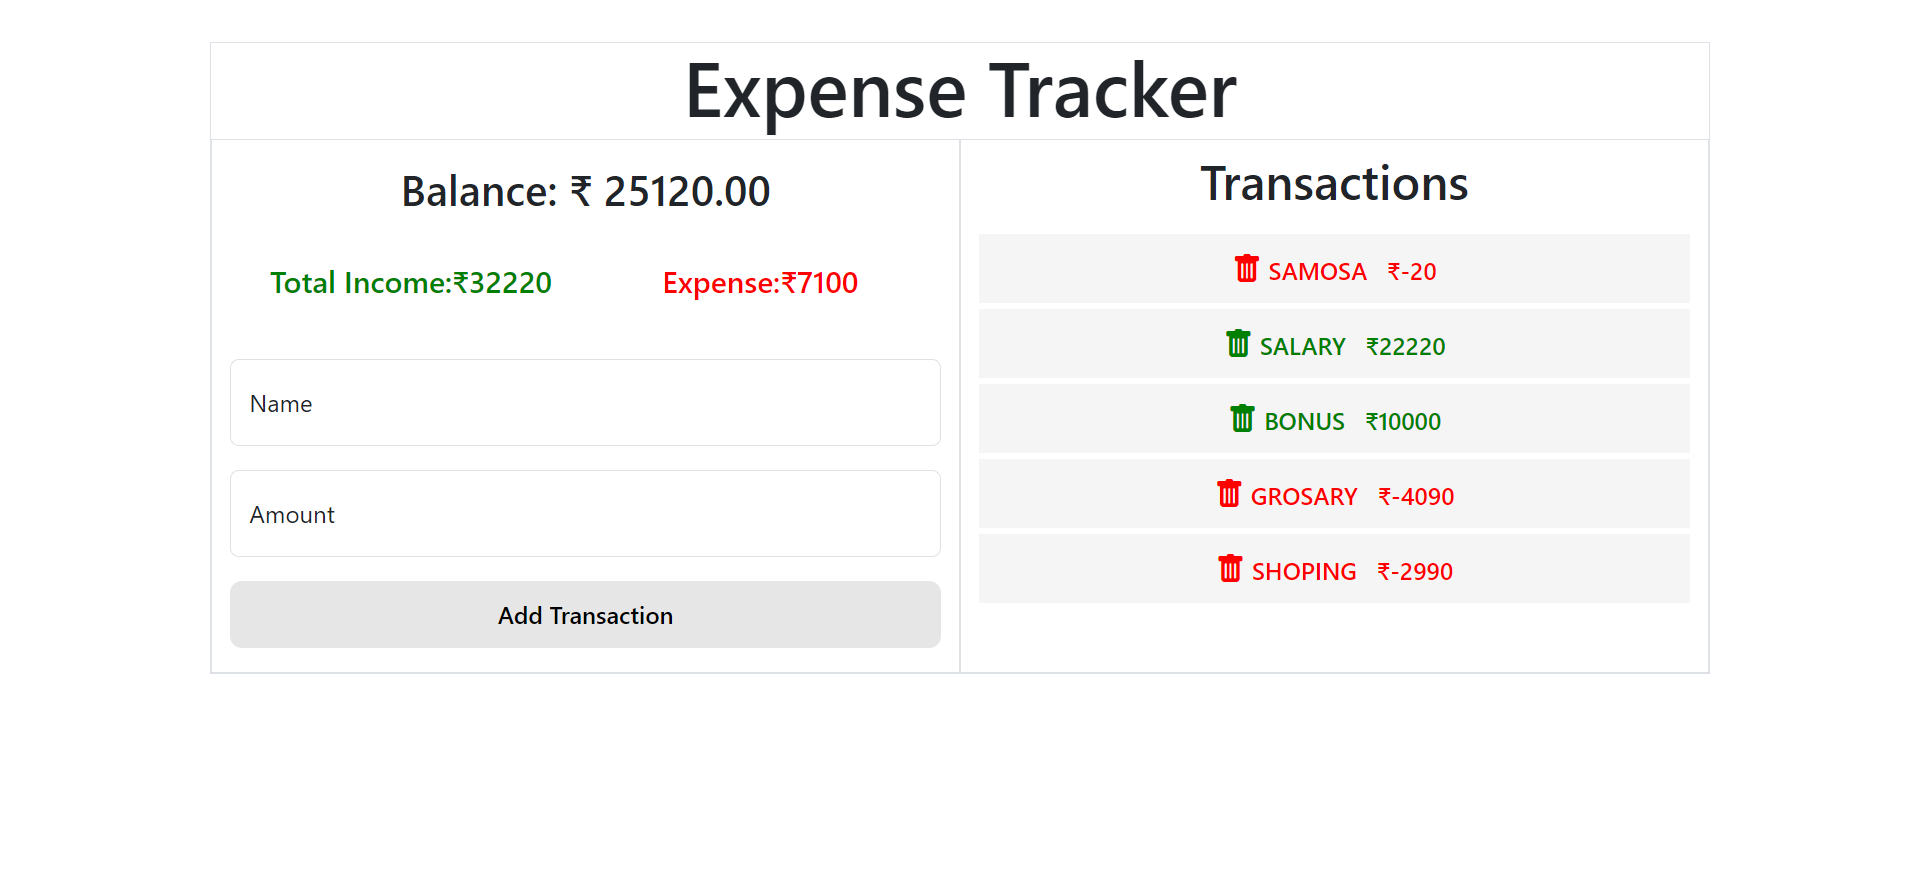 Expense Tracker
Balance: ₹ 25120.00
Total Income:₹32220 Expense:₹7100
Name
Amount
Add Transaction
Transactions
SAMOSA ₹-20
SALARY ₹22220
BONUS ₹10000
GROSARY ₹-4090
SHOPING ₹-2990